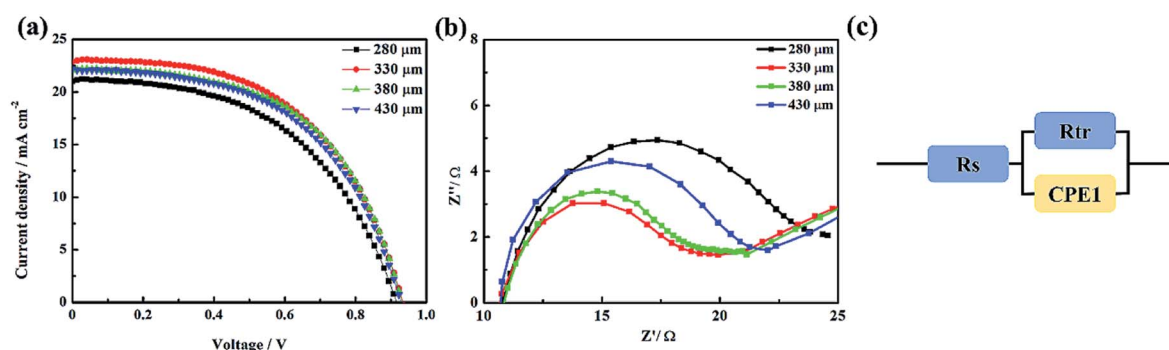 (a)
25
20
15
10
5
0
0
0.2
0.4
0.6
0.8
1.0
Current density / mA cm⁻²
Voltage / V
280 μm
330 μm
380 μm
430 μm
(b)
8
6
4
2
0
10
15
20
25
Z''/ Ω
Z'/ Ω
280 μm
330 μm
380 μm
430 μm
(c)
Rs
Rtr
CPE1